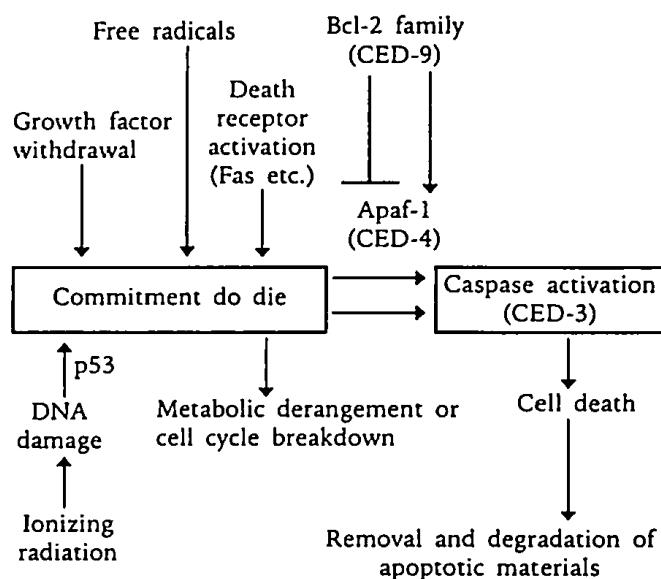 Free radicals
Bcl-2 family
(CED-9)
Growth factor
withdrawal
Death
receptor
activation
(Fas etc.)
Apaf-1
(CED-4)
Commitment do die
Caspase activation
(CED-3)
p53
DNA
damage
Metabolic derangement or
cell cycle breakdown
Cell death
Ionizing
radiation
Removal and degradation of
apoptotic materials